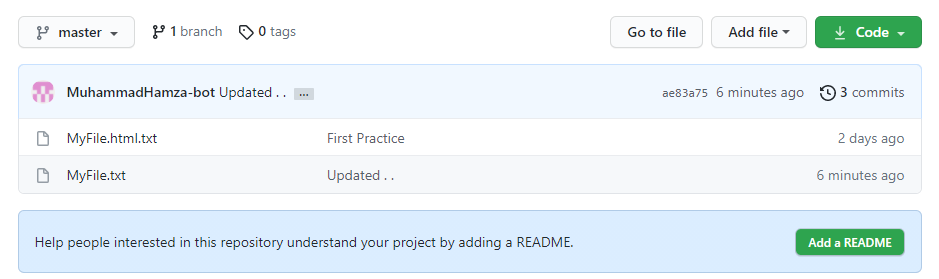 master 1 branch 0 tags Go to file Add file Code
MuhammadHamza-bot Updated . . ... ae83a75 6 minutes ago 3 commits
MyFile.html.txt First Practice 2 days ago
MyFile.txt Updated . . 6 minutes ago
Help people interested in this repository understand your project by adding a README. Add a README